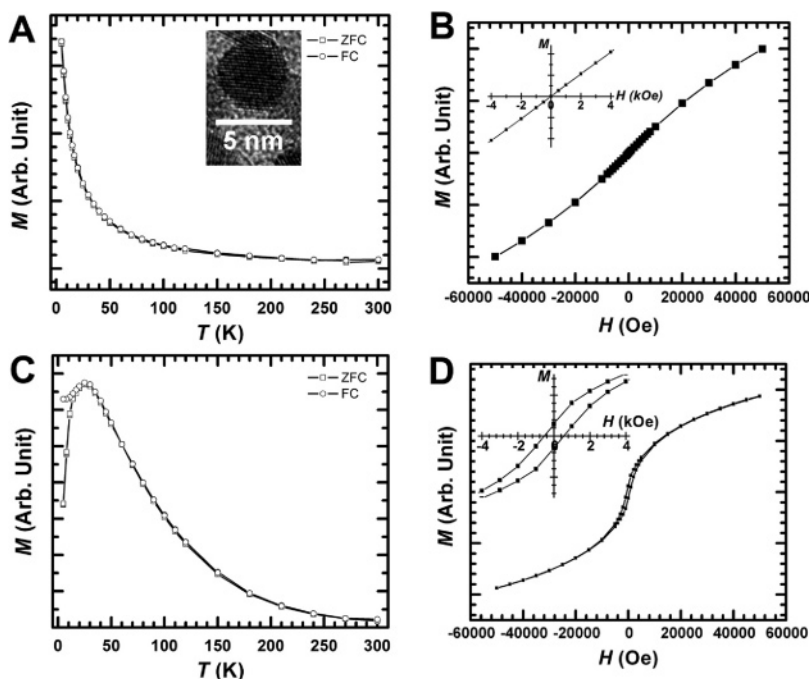 A
ZFC
FC
5 nm
M (Arb. Unit)
0 50 100 150 200 250 300
T (K)
B
M
-4 -2 0 2 4
H (kOe)
M (Arb. Unit)
-60000 -40000 -20000 0 20000 40000 60000
H (Oe)
C
ZFC
FC
M (Arb. Unit)
0 50 100 150 200 250 300
T (K)
D
M
H (kOe)
-4 -2 0 2 4
M (Arb. Unit)
-60000 -40000 -20000 0 20000 40000 60000
H (Oe)